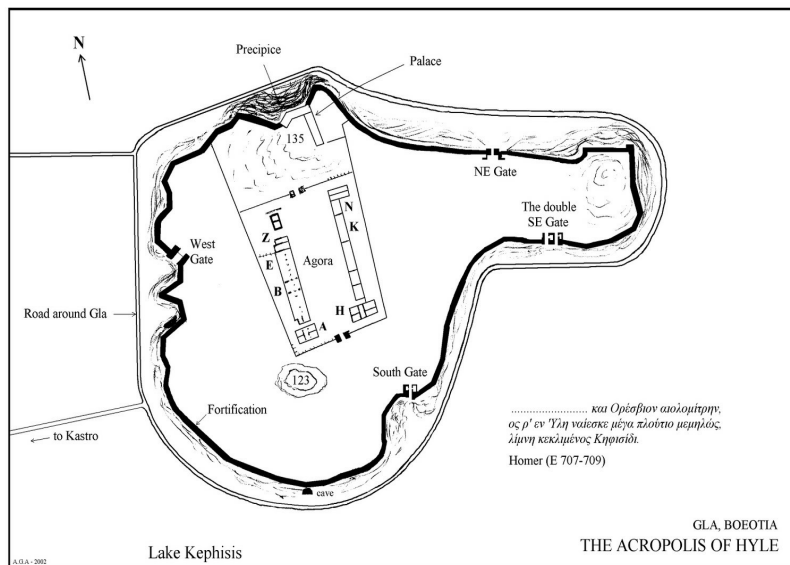 N
Precipice
Palace
135
NE Gate
The double
SE Gate
N
K
Z
Agora
E
B
West
Gate
H
A
Road around Gla
123
South Gate
Fortification
to Kastro
cave
........................ και Ορέσβιον αιολομίτρην,
ος ρ' εν 'Υλη ναίεσκε μέγα πλούτιο μεμηλώς,
λίμνη κεκλιμένος Κηφισίδι.
Homer (E 707-709)
GLA, BOEOTIA
THE ACROPOLIS OF HYLE
Lake Kephisis
A.G.A - 2002